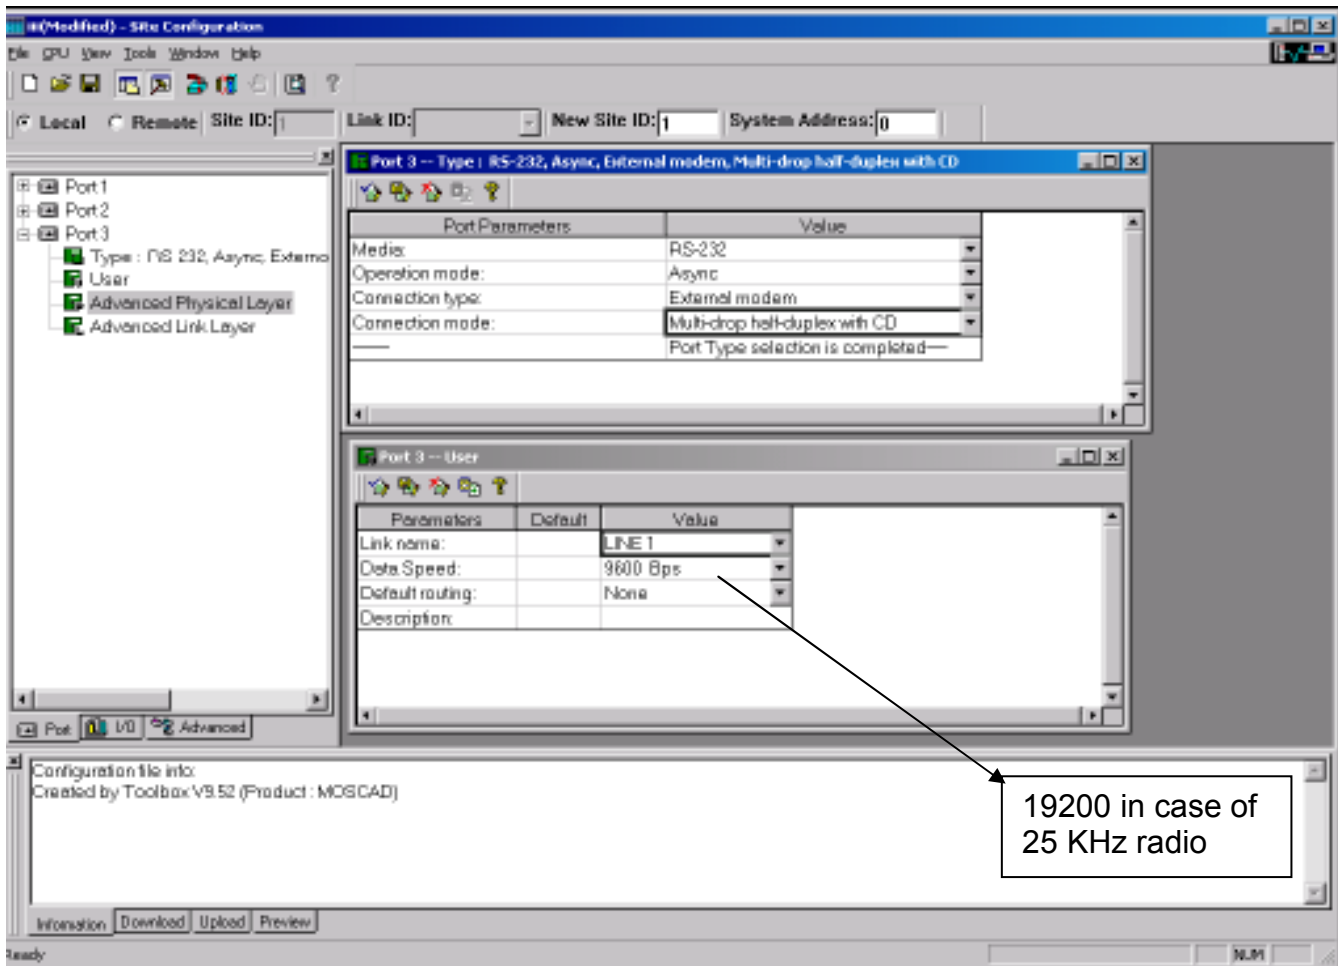 (Modified) - Site Configuration
File CPU View Tools Window Help
Local Remote Site ID: 1 Link ID: New Site ID: 1 System Address: 0
Port 1
Port 2
Port 3
Type : RS-232, Async, Externo
User
Advanced Physical Layer
Advanced Link Layer
Port I/O Advanced
Port 3 -- Type : RS-232, Async, External modem, Multi-drop half-duplex with CD
Port Parameters Value
Media: RS-232
Operation mode: Async
Connection type: External modem
Connection mode: Multi-drop half-duplex with CD
Port Type selection is completed
Port 3 -- User
Parameters Default Value
Link name: LINE 1
Data Speed: 9600 Bps
Default routing: None
Description:
19200 in case of
25 KHz radio
Configuration file info:
Created by Toolbox V9.52 (Product : MOSCAD)
Information Download Upload Preview
Ready NUM